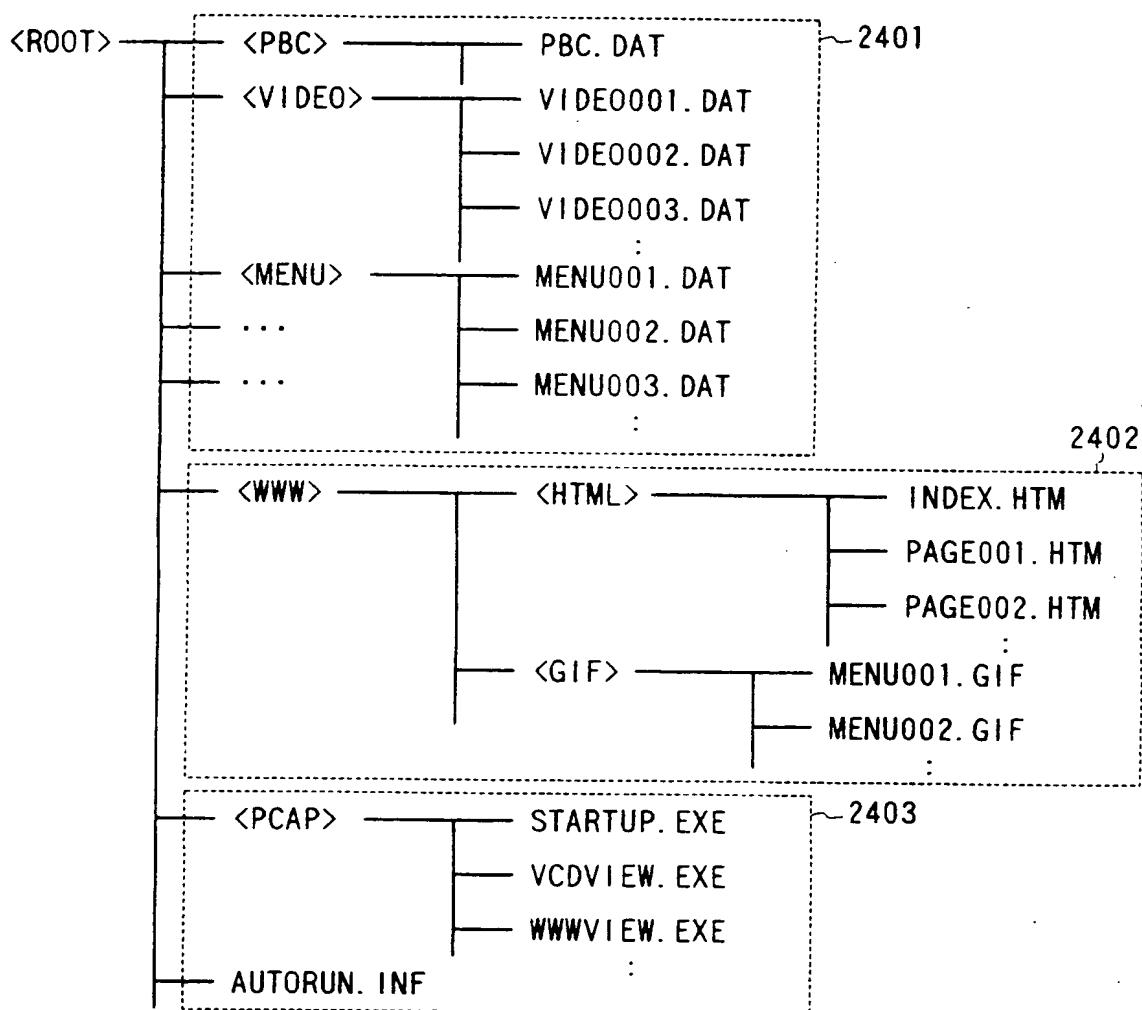 <ROOT> <PBC> PBC.DAT 2401
<VIDEO> VIDEO001.DAT
VIDEO002.DAT
VIDEO003.DAT
:
<MENU> MENU001.DAT
... MENU002.DAT
... MENU003.DAT
:
2402
<WWW> <HTML> INDEX.HTM
PAGE001.HTM
PAGE002.HTM
:
<GIF> MENU001.GIF
MENU002.GIF
:
<PCAP> STARTUP.EXE 2403
VCDVIEW.EXE
WWWVIEW.EXE
:
AUTORUN.INF